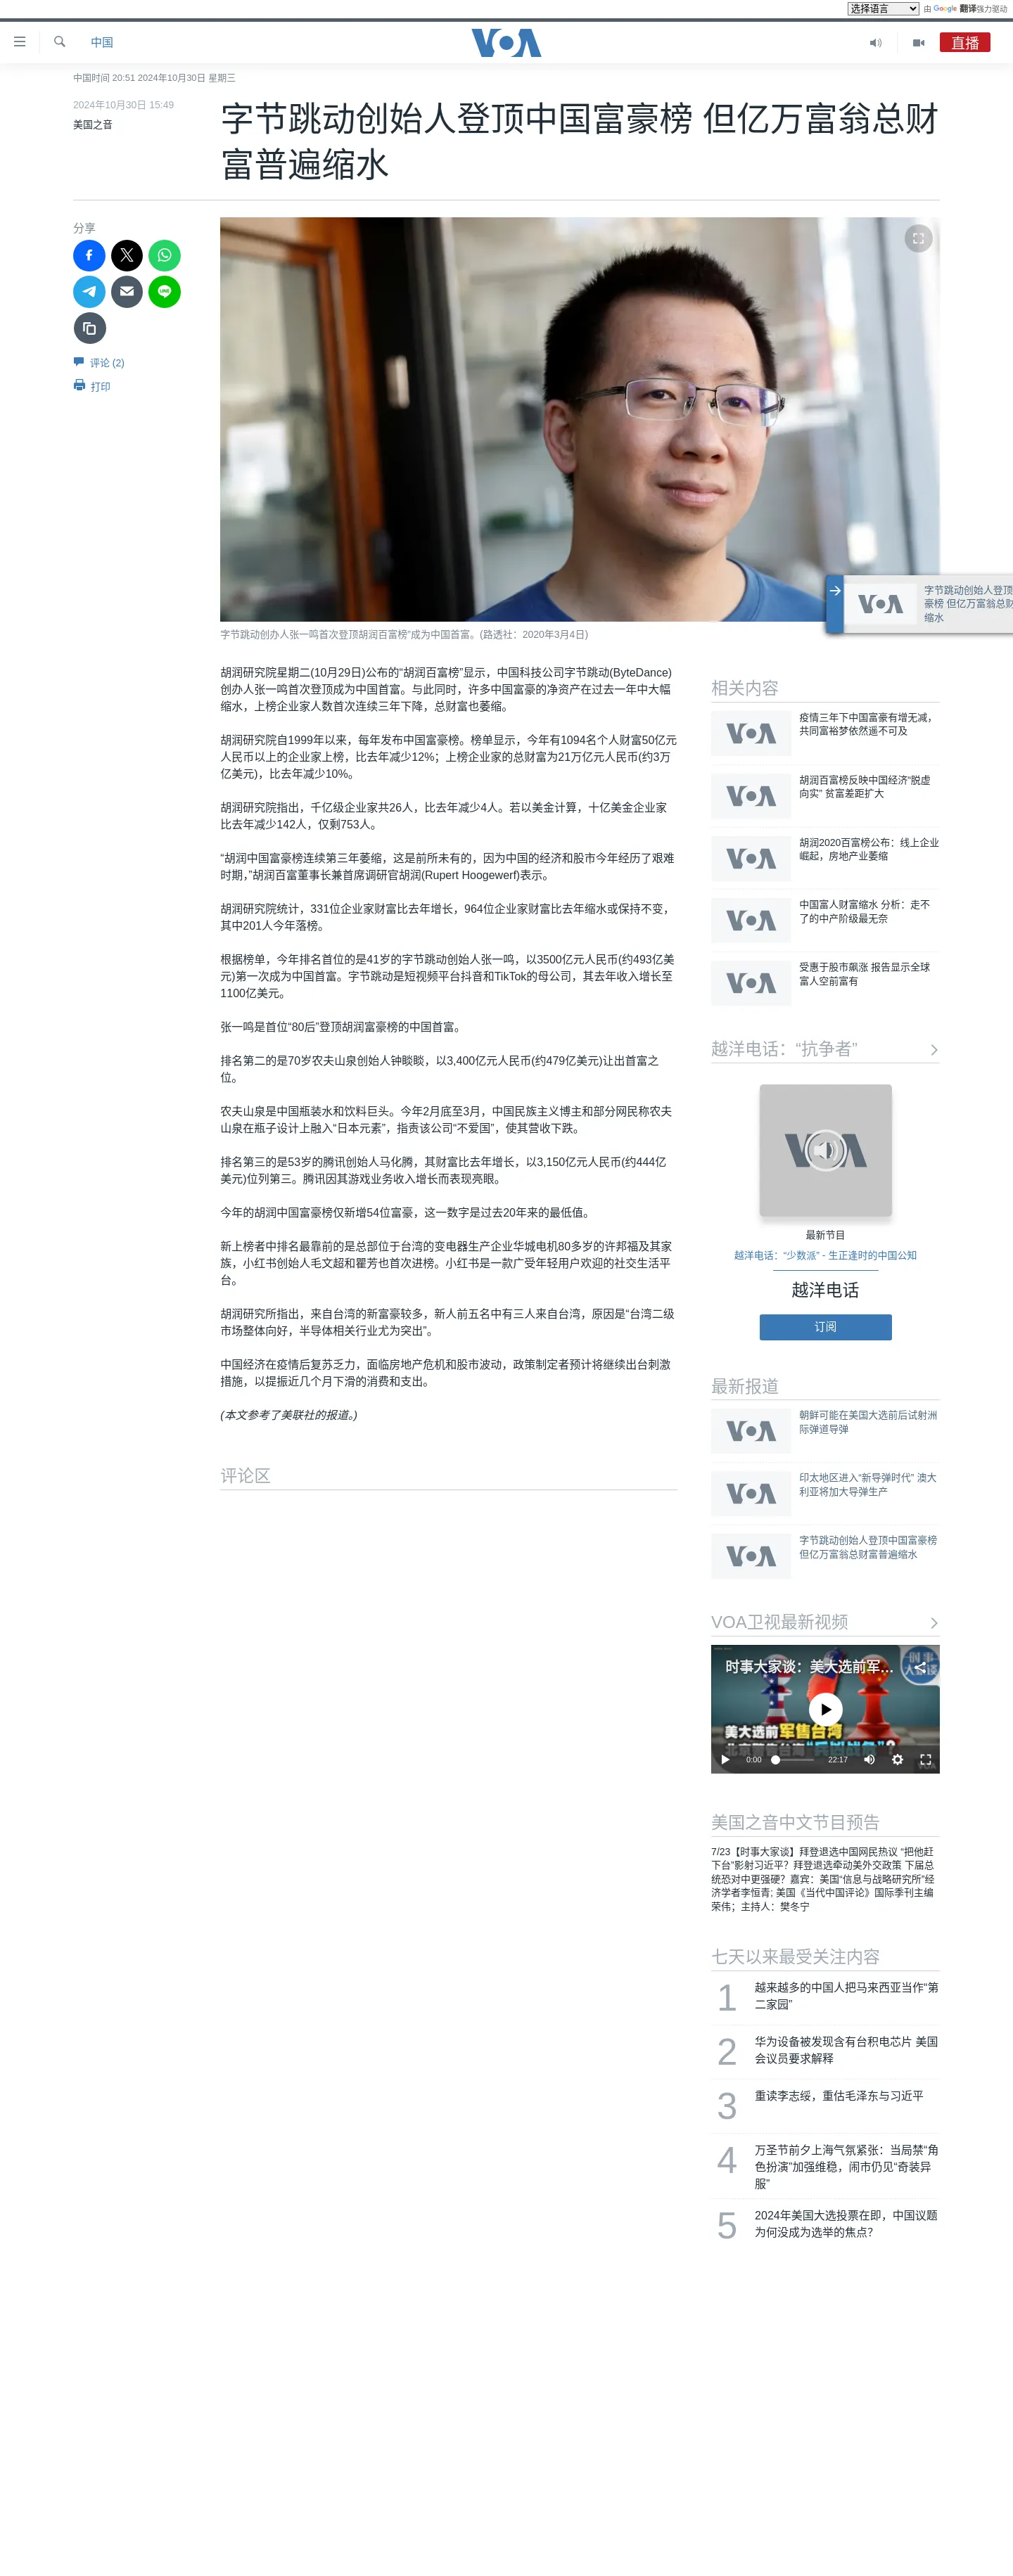 选择语言
由 Google 翻译强力驱动
中国
VOA
直播
中国时间 20:51 2024年10月30日 星期三
2024年10月30日 15:49
美国之音
字节跳动创始人登顶中国富豪榜 但亿万富翁总财
富普遍缩水
分享
评论 (2)
打印
字节跳动创始人登顶
豪榜 但亿万富翁总财
缩水
VOA
字节跳动创办人张一鸣首次登顶胡润百富榜"成为中国首富。(路透社：2020年3月4日)
胡润研究院星期二(10月29日)公布的“胡润百富榜”显示，中国科技公司字节跳动(ByteDance)
创办人张一鸣首次登顶成为中国首富。与此同时，许多中国富豪的净资产在过去一年中大幅
缩水，上榜企业家人数首次连续三年下降，总财富也萎缩。
胡润研究院自1999年以来，每年发布中国富豪榜。榜单显示，今年有1094名个人财富50亿元
人民币以上的企业家上榜，比去年减少12%；上榜企业家的总财富为21万亿元人民币(约3万
亿美元)，比去年减少10%。
胡润研究院指出，千亿级企业家共26人，比去年减少4人。若以美金计算，十亿美金企业家
比去年减少142人，仅剩753人。
“胡润中国富豪榜连续第三年萎缩，这是前所未有的，因为中国的经济和股市今年经历了艰难
时期，”胡润百富董事长兼首席调研官胡润(Rupert Hoogewerf)表示。
胡润研究院统计，331位企业家财富比去年增长，964位企业家财富比去年缩水或保持不变，
其中201人今年落榜。
根据榜单，今年排名首位的是41岁的字节跳动创始人张一鸣，以3500亿元人民币(约493亿美
元)第一次成为中国首富。字节跳动是短视频平台抖音和TikTok的母公司，其去年收入增长至
1100亿美元。
张一鸣是首位“80后”登顶胡润富豪榜的中国首富。
排名第二的是70岁农夫山泉创始人钟睒睒，以3,400亿元人民币(约479亿美元)让出首富之
位。
农夫山泉是中国瓶装水和饮料巨头。今年2月底至3月，中国民族主义博主和部分网民称农夫
山泉在瓶子设计上融入“日本元素”，指责该公司“不爱国”，使其营收下跌。
排名第三的是53岁的腾讯创始人马化腾，其财富比去年增长，以3,150亿元人民币(约444亿
美元)位列第三。腾讯因其游戏业务收入增长而表现亮眼。
今年的胡润中国富豪榜仅新增54位富豪，这一数字是过去20年来的最低值。
新上榜者中排名最靠前的是总部位于台湾的变电器生产企业华城电机80多岁的许邦福及其家
族，小红书创始人毛文超和瞿芳也首次进榜。小红书是一款广受年轻用户欢迎的社交生活平
台。
胡润研究所指出，来自台湾的新富豪较多，新人前五名中有三人来自台湾，原因是“台湾二级
市场整体向好，半导体相关行业尤为突出”。
中国经济在疫情后复苏乏力，面临房地产危机和股市波动，政策制定者预计将继续出台刺激
措施，以提振近几个月下滑的消费和支出。
(本文参考了美联社的报道。)
评论区
相关内容
VOA
疫情三年下中国富豪有增无减，
共同富裕梦依然遥不可及
VOA
胡润百富榜反映中国经济“脱虚
向实” 贫富差距扩大
VOA
胡润2020百富榜公布：线上企业
崛起，房地产业萎缩
VOA
中国富人财富缩水 分析：走不
了的中产阶级最无奈
VOA
受惠于股市飙涨 报告显示全球
富人空前富有
越洋电话：“抗争者”
VOA
最新节目
越洋电话：“少数派” - 生正逢时的中国公知
越洋电话
订阅
最新报道
VOA
朝鲜可能在美国大选前后试射洲
际弹道导弹
VOA
印太地区进入“新导弹时代” 澳大
利亚将加大导弹生产
VOA
字节跳动创始人登顶中国富豪榜
但亿万富翁总财富普遍缩水
VOA卫视最新视频
时事大家谈：美大选前军…
美大选前军售台湾
0:00
22:17
美国之音中文节目预告
7/23【时事大家谈】拜登退选中国网民热议 “把他赶
下台”影射习近平？拜登退选牵动美外交政策 下届总
统恐对中更强硬？嘉宾：美国“信息与战略研究所”经
济学者李恒青; 美国《当代中国评论》国际季刊主编
荣伟；主持人：樊冬宁
七天以来最受关注内容
1
越来越多的中国人把马来西亚当作“第
二家园”
2
华为设备被发现含有台积电芯片 美国
会议员要求解释
3
重读李志绥，重估毛泽东与习近平
4
万圣节前夕上海气氛紧张：当局禁“角
色扮演”加强维稳，闹市仍见“奇装异
服”
5
2024年美国大选投票在即，中国议题
为何没成为选举的焦点？